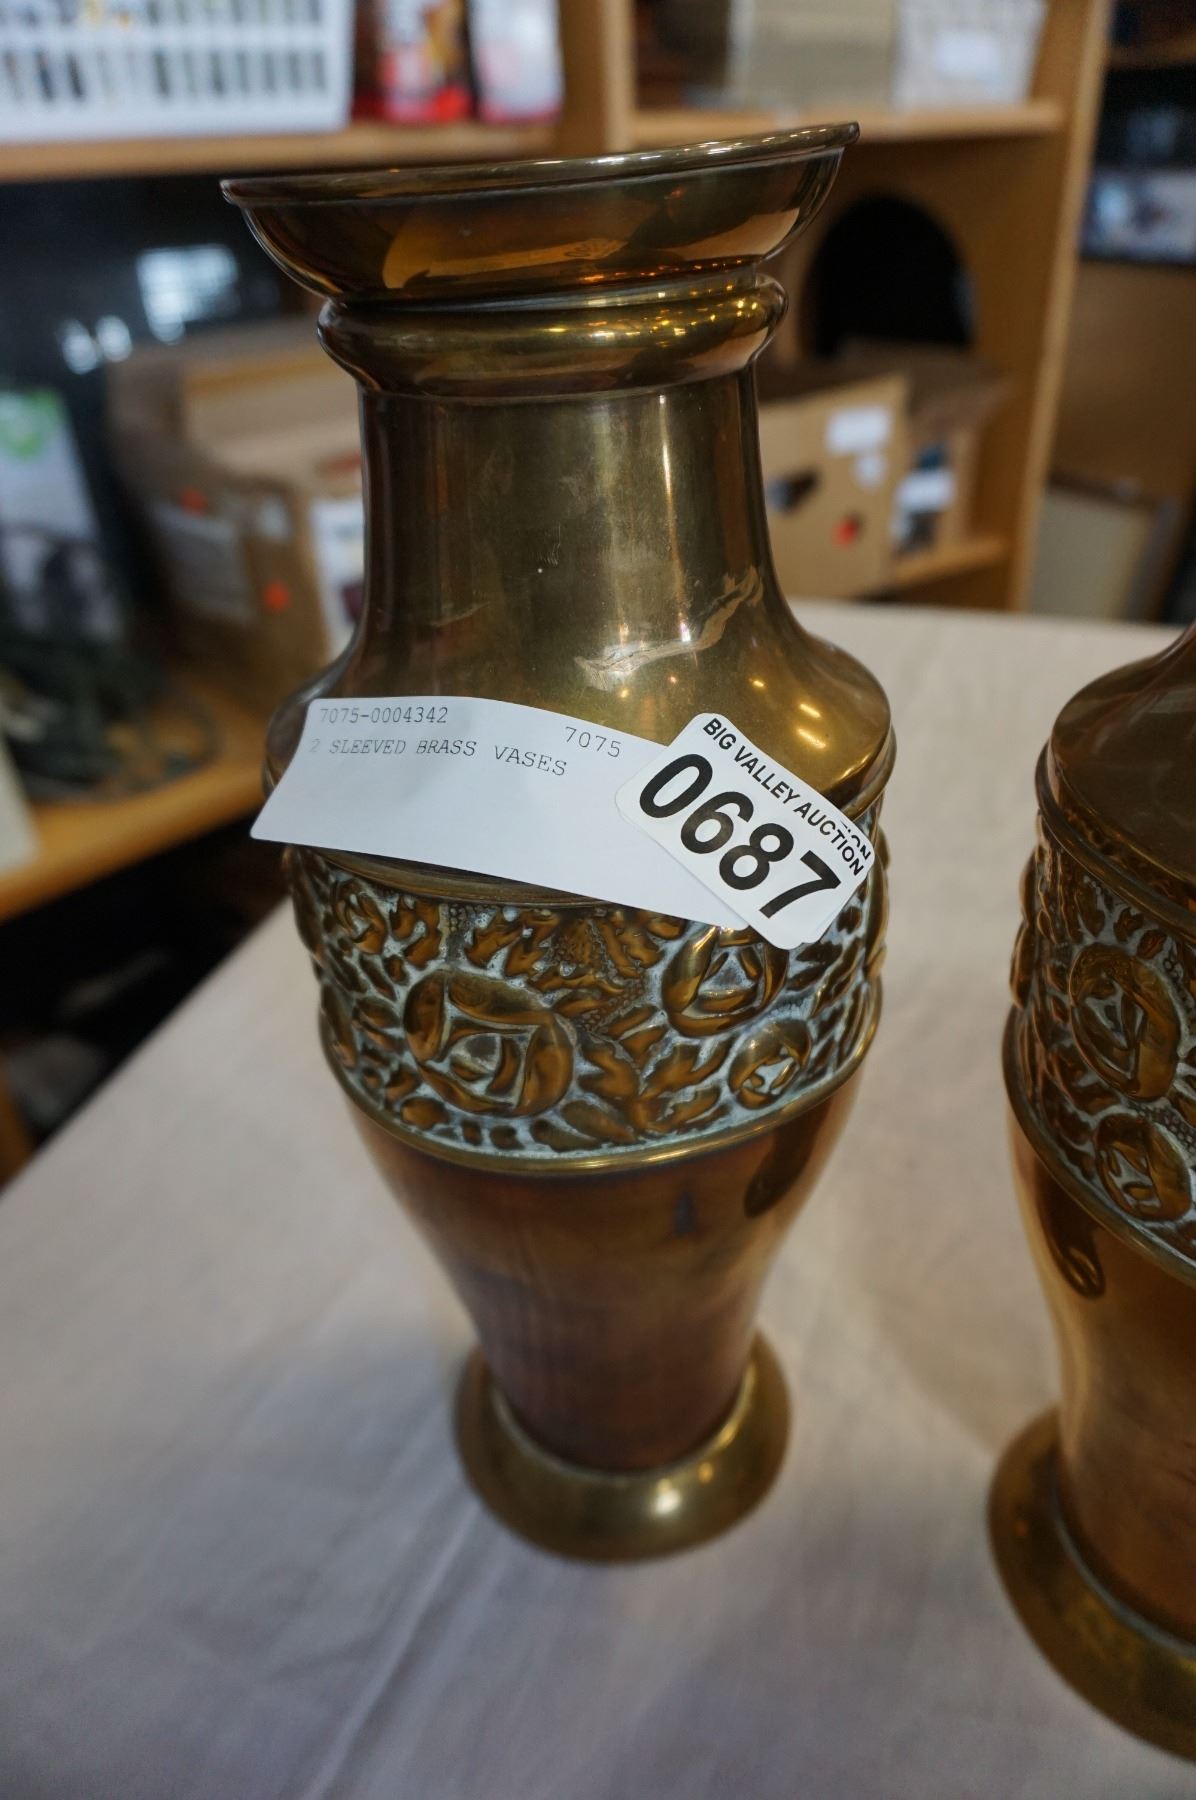 7075-0004342
7075
2 SLEEVED BRASS VASES
BIG VALLEY AUCTION
0687